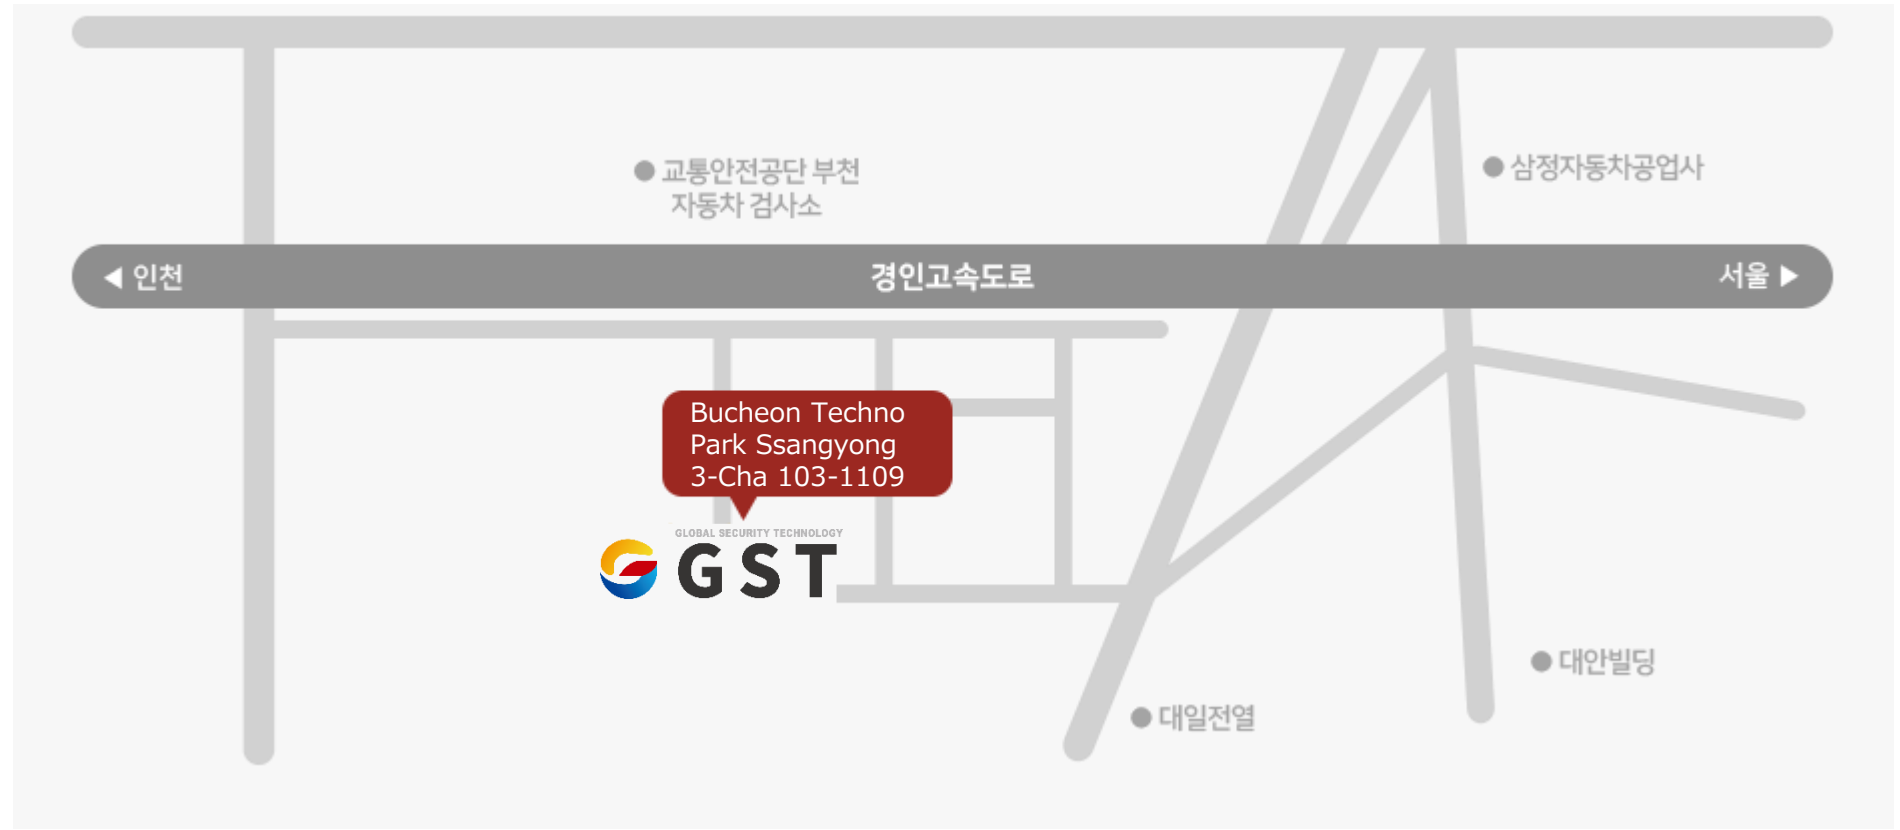 교통안전공단 부천
자동차 검사소
삼정자동차공업사
인천
경인고속도로
서울
Bucheon Techno
Park Ssangyong
3-Cha 103-1109
GLOBAL SECURITY TECHNOLOGY
GST
대안빌딩
대일전열